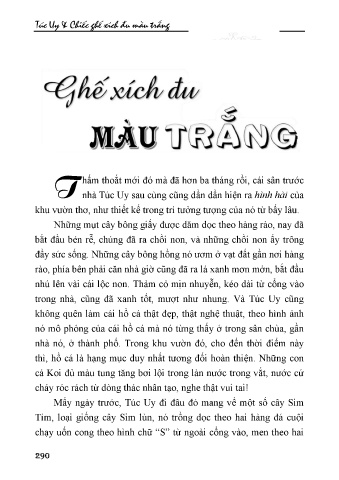 Túc Uy & Chiếc ghế xích đu màu trắng
Ghế xích đu
MÀU TRẮNG
Thấm thoắt mới đó mà đã hơn ba tháng rồi, cái sân trước
nhà Túc Uy sau cùng cũng dần dần hiện ra hình hài của
khu vườn thơ, như thiết kế trong trí tưởng tượng của nó từ bấy lâu.
Những mụt cây bông giấy được dăm dọc theo hàng rào, nay đã
bắt đầu bén rễ, chúng đã ra chồi non, và những chồi non ấy trông
đầy sức sống. Những cây bông hồng nó ươm ở vạt đất gần nơi hàng
rào, phía bên phải căn nhà giờ cũng đã ra lá xanh mơn mởn, bắt đầu
nhú lên vài cái lộc non. Thảm cỏ mịn nhuyễn, kéo dài từ cổng vào
trong nhà, cũng đã xanh tốt, mượt như nhung. Và Túc Uy cũng
không quên làm cái hồ cá thật đẹp, thật nghệ thuật, theo hình ảnh
nó mô phỏng của cái hồ cá mà nó từng thấy ở trong sân chùa, gần
nhà nó, ở thành phố. Trong khu vườn đó, cho đến thời điểm này
thì, hồ cá là hạng mục duy nhất tương đối hoàn thiện. Những con
cá Koi đủ màu tung tăng bơi lội trong làn nước trong vắt, nước cứ
chảy róc rách từ dòng thác nhân tạo, nghe thật vui tai!
Mấy ngày trước, Túc Uy đi đâu đó mang về một số cây Sim
Tím, loại giống cây Sim lùn, nó trồng dọc theo hai hàng đá cuội
chạy uốn cong theo hình chữ “S” từ ngoài cổng vào, men theo hai
290